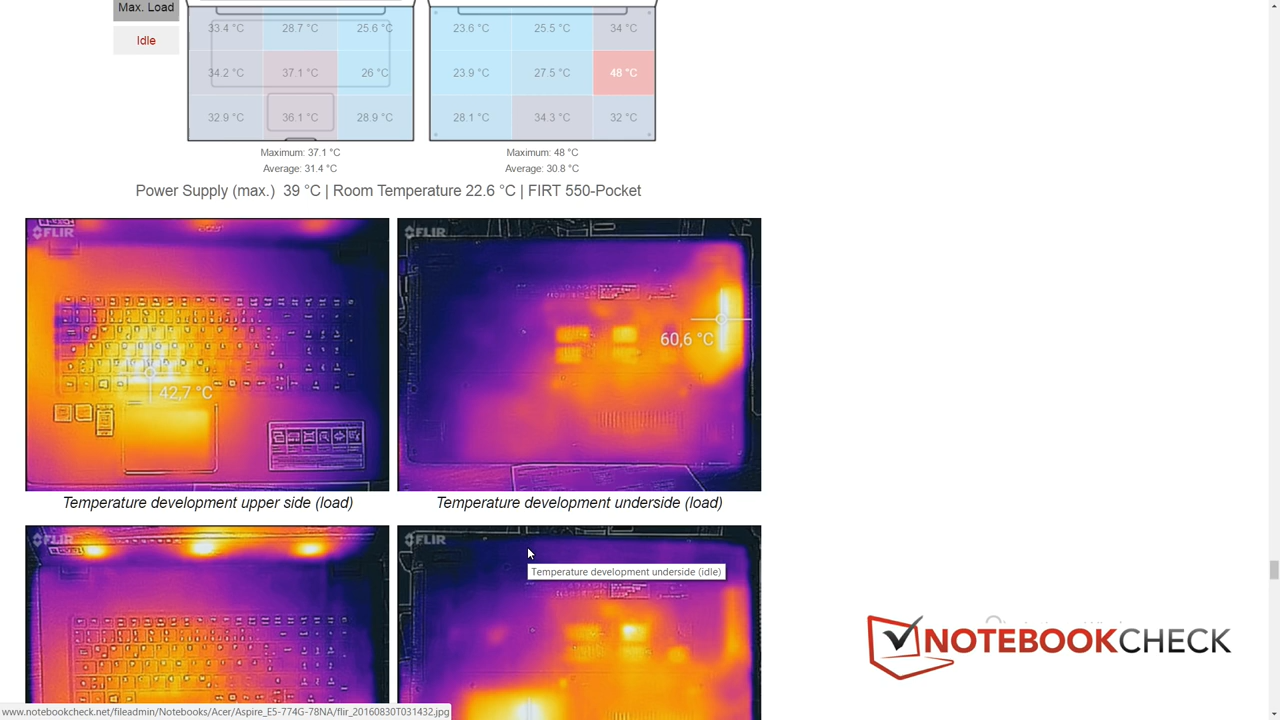 Max. Load
Idle
33.4 °C 28.7 °C 25.6 °C
34.2 °C 37.1 °C 26 °C
32.9 °C 36.1 °C 28.9 °C
Maximum: 37.1 °C
Average: 31.4 °C
23.6 °C 25.5 °C 34 °C
23.9 °C 27.5 °C 48 °C
28.1 °C 34.3 °C 32 °C
Maximum: 48 °C
Average: 30.8 °C
Power Supply (max.) 39 °C | Room Temperature 22.6 °C | FIRT 550-Pocket
FLIR
42,7 °C
FLIR
60,6 °C
Temperature development upper side (load)
Temperature development underside (load)
FLIR
FLIR
Temperature development underside (idle)
NOTEBOOKCHECK
www.notebookcheck.net/fileadmin/Notebooks/Acer/Aspire_E5-774G-78NA/flir_20160830T031432.jpg